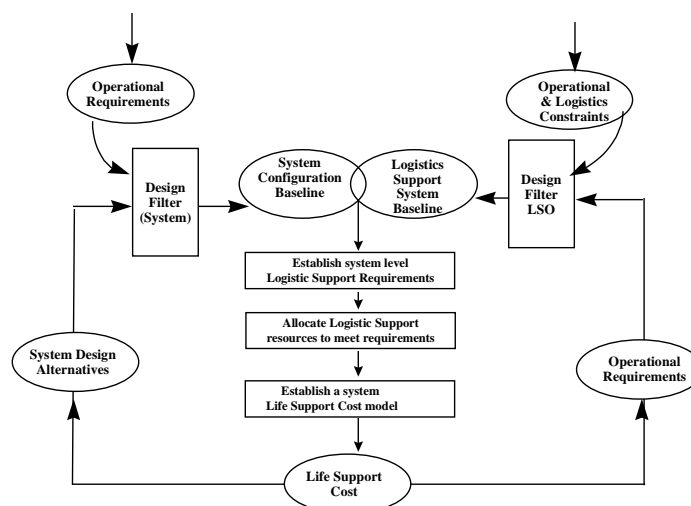 Operational
Requirements
Operational
& Logistics
Constraints
Design
Filter
(System)
System
Configuration
Baseline
Logistics
Support
System
Baseline
Design
Filter
LSO
Establish system level
Logistic Support Requirements
Allocate Logistic Support
resources to meet requirements
System Design
Alternatives
Operational
Requirements
Establish a system
Life Support Cost model
Life Support
Cost